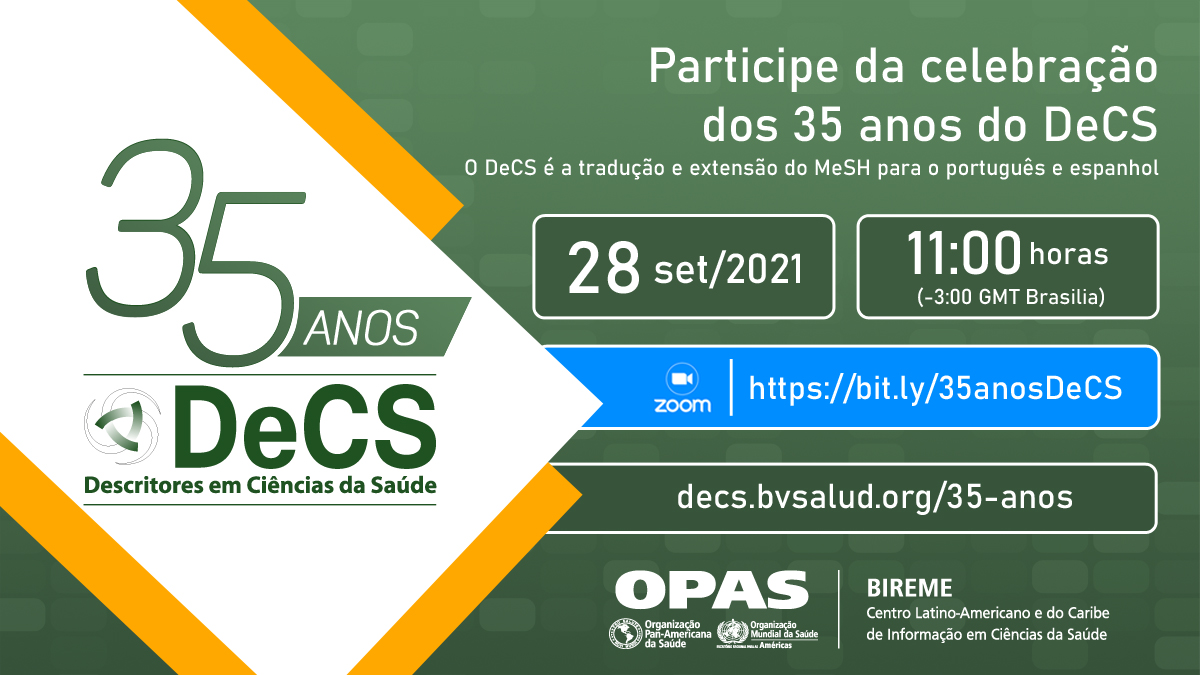 35
ANOS
DeCS
Descritores em Ciências da Saúde
Participe da celebração
dos 35 anos do DeCS
O DeCS é a tradução e extensão do MeSH para o português e espanhol
28 set/2021
11:00 horas
(-3:00 GMT Brasilia)
zoom
https://bit.ly/35anosDeCS
decs.bvsalud.org/35-anos
OPAS
Organização
Pan-Americana
da Saúde
Organização
Mundial da Saúde
Américas
BIREME
Centro Latino-Americano e do Caribe
de Informação em Ciências da Saúde